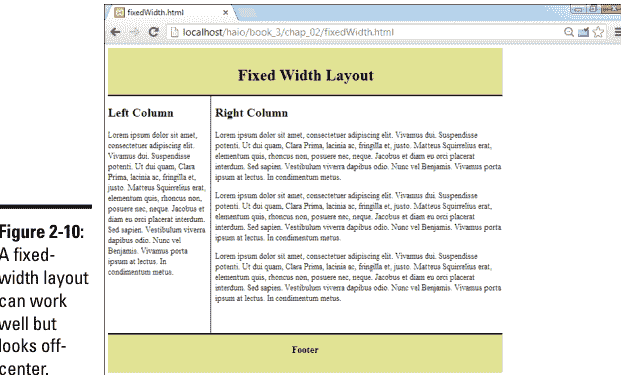 fixedWidth.html
localhost/haio/book_3/chap_02/fixedWidth.html
Fixed Width Layout
Left Column
Lorem ipsum dolor sit amet,
consectetuer adipiscing elit.
Vivamus dui. Suspendisse
potenti. Ut dui quam, Clara
Prima, lacinia ac, fringilla et,
justo. Matteus Squirrelius erat,
elementum quis, rhoncus non,
posuere nec, neque. Jacobus et
diam eu orci placerat interdum.
Sed sapien. Vestibulum viverra
dapibus odio. Nunc vel
Benjamis. Vivamus porta
ipsum at lectus. In
condimentum metus.
Right Column
Lorem ipsum dolor sit amet, consectetuer adipiscing elit. Vivamus dui. Suspendisse
potenti. Ut dui quam, Clara Prima, lacinia ac, fringilla et, justo. Matteus Squirrelius erat,
elementum quis, rhoncus non, posuere nec, neque. Jacobus et diam eu orci placerat
interdum. Sed sapien. Vestibulum viverra dapibus odio. Nunc vel Benjamis. Vivamus porta
ipsum at lectus. In condimentum metus.
Lorem ipsum dolor sit amet, consectetuer adipiscing elit. Vivamus dui. Suspendisse
potenti. Ut dui quam, Clara Prima, lacinia ac, fringilla et, justo. Matteus Squirrelius erat,
elementum quis, rhoncus non, posuere nec, neque. Jacobus et diam eu orci placerat
interdum. Sed sapien. Vestibulum viverra dapibus odio. Nunc vel Benjamis. Vivamus porta
ipsum at lectus. In condimentum metus.
Lorem ipsum dolor sit amet, consectetuer adipiscing elit. Vivamus dui. Suspendisse
potenti. Ut dui quam, Clara Prima, lacinia ac, fringilla et, justo. Matteus Squirrelius erat,
elementum quis, rhoncus non, posuere nec, neque. Jacobus et diam eu orci placerat
interdum. Sed sapien. Vestibulum viverra dapibus odio. Nunc vel Benjamis. Vivamus porta
ipsum at lectus. In condimentum metus.
Footer
Figure 2-10:
A fixed-
width layout
can work
well but
looks off-
center.